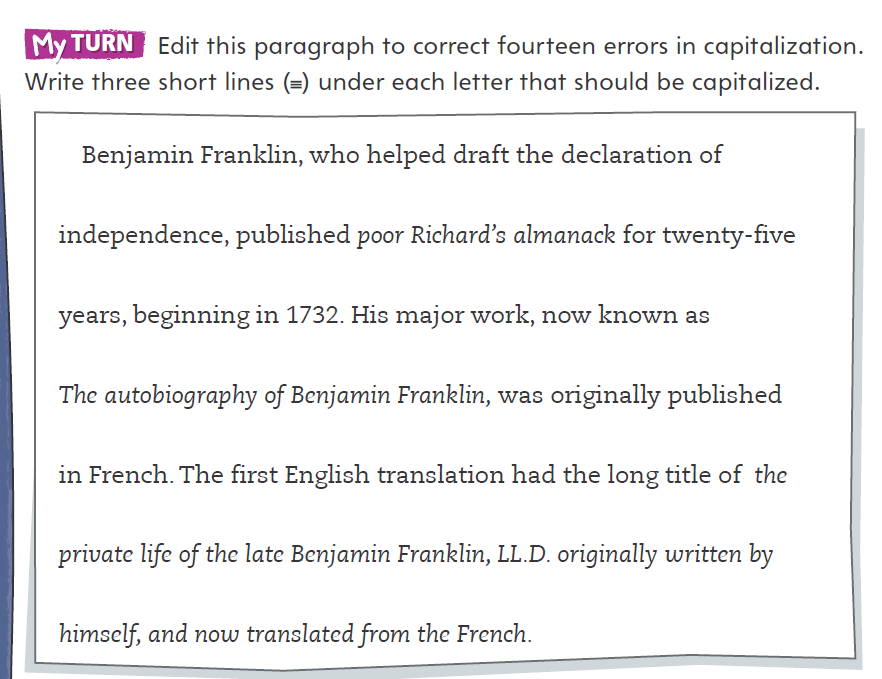 My TURN Edit this paragraph to correct fourteen errors in capitalization.
Write three short lines (≡) under each letter that should be capitalized.
Benjamin Franklin, who helped draft the declaration of
independence, published poor Richard’s almanack for twenty-five
years, beginning in 1732. His major work, now known as
The autobiography of Benjamin Franklin, was originally published
in French. The first English translation had the long title of the
private life of the late Benjamin Franklin, LL.D. originally written by
himself, and now translated from the French.